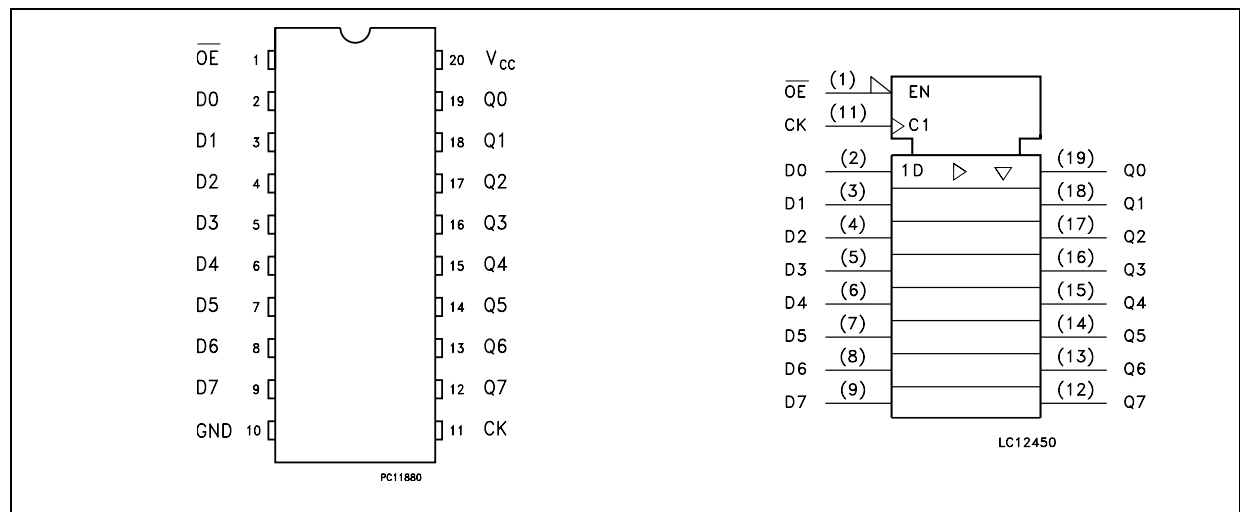 O̅E̅ 1 20 VCC
D0 2 19 Q0
D1 3 18 Q1
D2 4 17 Q2
D3 5 16 Q3
D4 6 15 Q4
D5 7 14 Q5
D6 8 13 Q6
D7 9 12 Q7
GND 10 11 CK
PC11880
O̅E̅ (1) EN
CK (11) C1
D0 (2) 1D (19) Q0
D1 (3) (18) Q1
D2 (4) (17) Q2
D3 (5) (16) Q3
D4 (6) (15) Q4
D5 (7) (14) Q5
D6 (8) (13) Q6
D7 (9) (12) Q7
LC12450